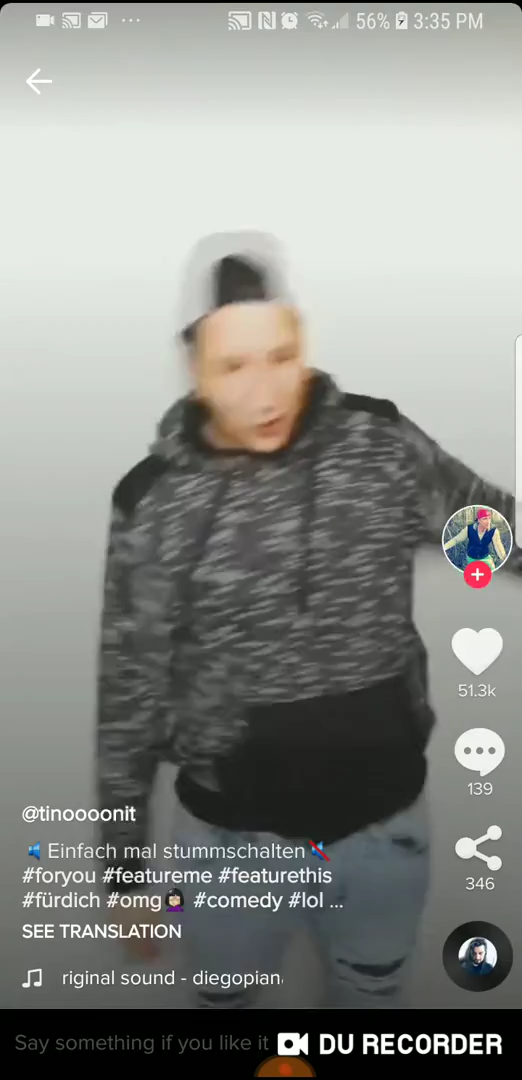 56% 3:35 PM
51.3k
139
346
@tinoooonit
Einfach mal stummschalten
#foryou #featureme #featurethis
#fürdich #omg #comedy #lol ...
SEE TRANSLATION
riginal sound - diegopian
Say something if you like it
DU RECORDER